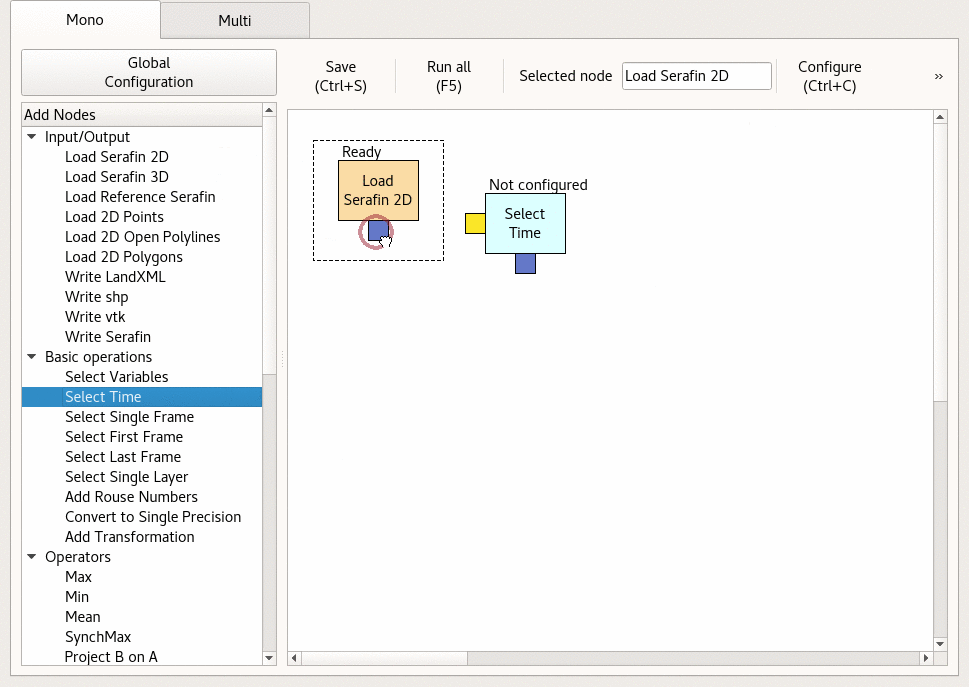 Mono
Multi
Global
Configuration
Save
(Ctrl+S)
Run all
(F5)
Selected node
Load Serafin 2D
Configure
(Ctrl+C)
»
Add Nodes
Input/Output
Load Serafin 2D
Load Serafin 3D
Load Reference Serafin
Load 2D Points
Load 2D Open Polylines
Load 2D Polygons
Write LandXML
Write shp
Write vtk
Write Serafin
Basic operations
Select Variables
Select Time
Select Single Frame
Select First Frame
Select Last Frame
Select Single Layer
Add Rouse Numbers
Convert to Single Precision
Add Transformation
Operators
Max
Min
Mean
SynchMax
Project B on A
Ready
Load
Serafin 2D
Not configured
Select
Time